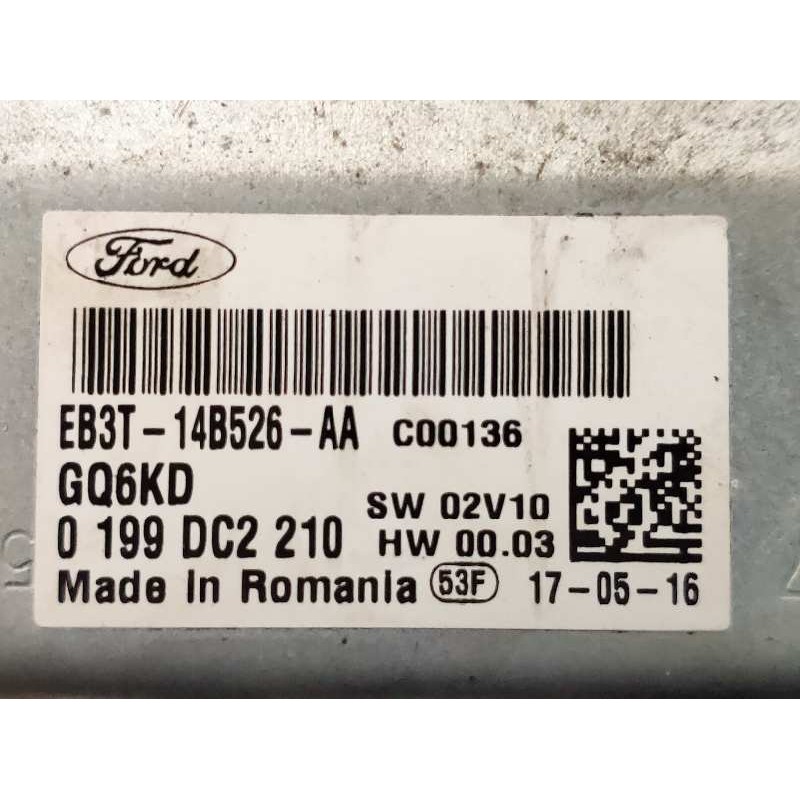 Ford
EB3T-14B526-AA C00136
GQ6KD
SW 02V10
0 199 DC2 210 HW 00.03
Made in Romania 53F 17-05-16